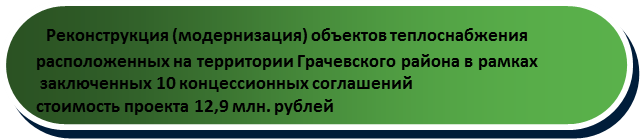 Реконструкция (модернизация) объектов теплоснабжения
расположенных на территории Грачевского района в рамках
заключенных 10 концессионных соглашений
стоимость проекта 12,9 млн. рублей